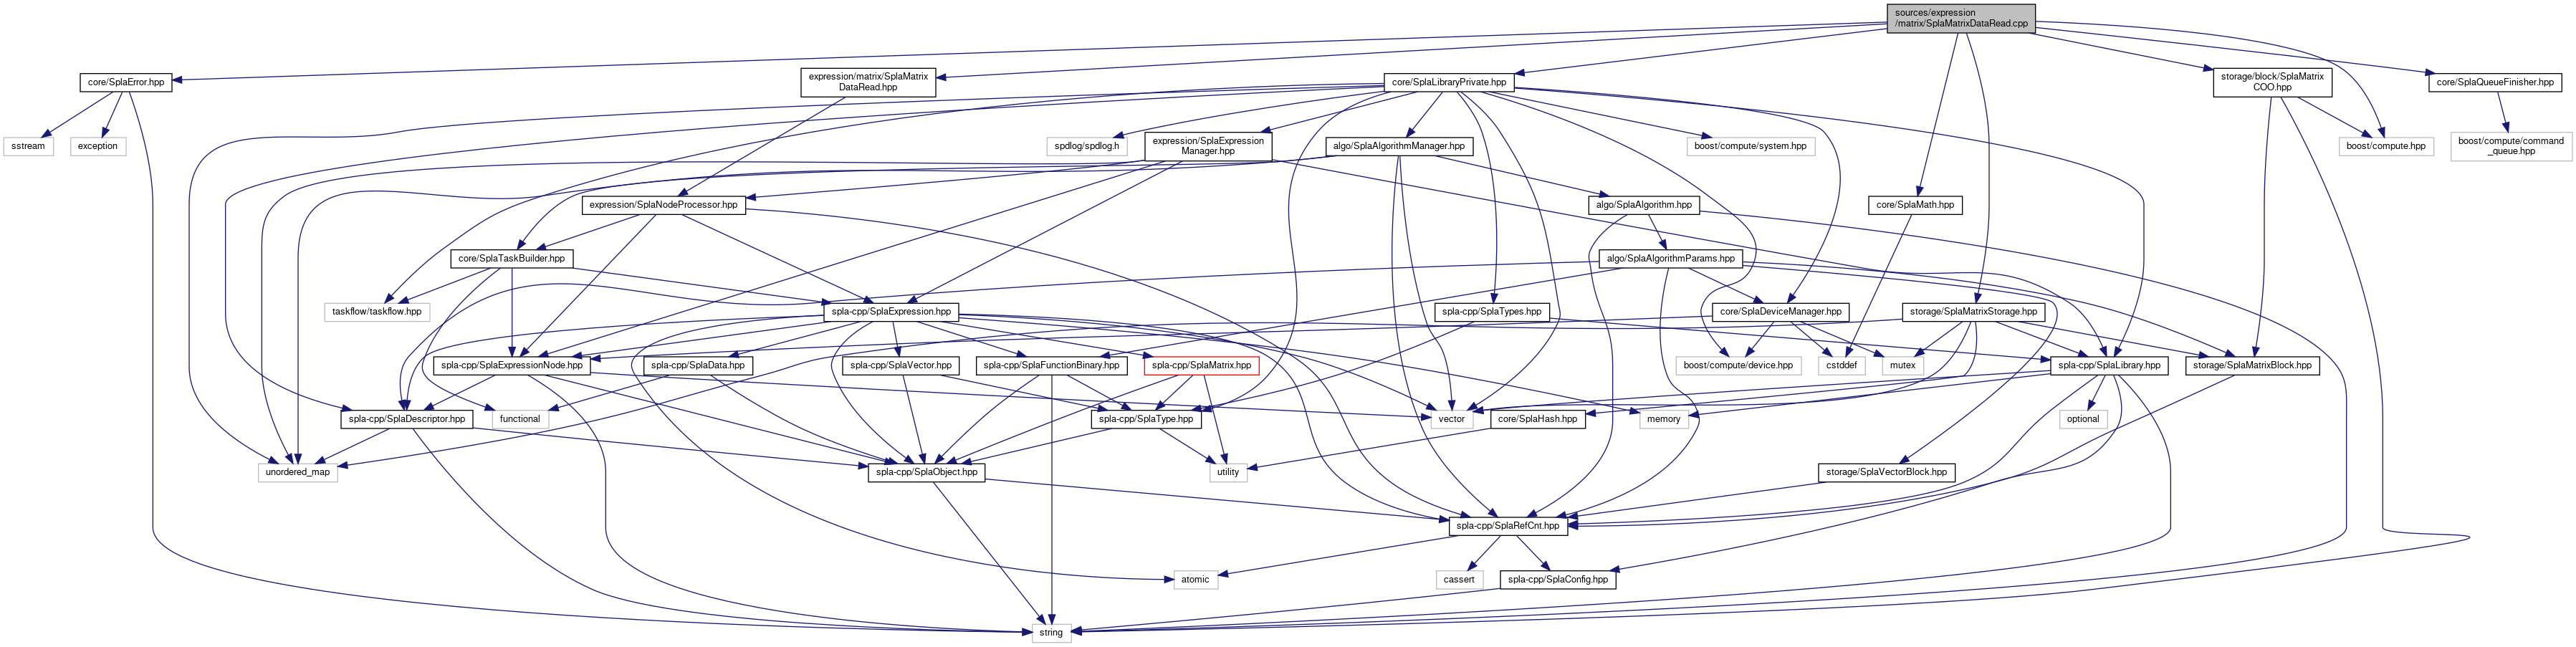 sources/expression
/matrix/SplaMatrixDataRead.cpp
core/SplaError.hpp
expression/matrix/SplaMatrix
DataRead.hpp
core/SplaLibraryPrivate.hpp
storage/block/SplaMatrix
COO.hpp
core/SplaQueueFinisher.hpp
sstream
exception
spdlog/spdlog.h
expression/SplaExpression
Manager.hpp
algo/SplaAlgorithmManager.hpp
boost/compute/system.hpp
boost/compute.hpp
boost/compute/command
_queue.hpp
expression/SplaNodeProcessor.hpp
algo/SplaAlgorithm.hpp
core/SplaMath.hpp
core/SplaTaskBuilder.hpp
algo/SplaAlgorithmParams.hpp
taskflow/taskflow.hpp
spla-cpp/SplaExpression.hpp
spla-cpp/SplaTypes.hpp
core/SplaDeviceManager.hpp
storage/SplaMatrixStorage.hpp
spla-cpp/SplaExpressionNode.hpp
spla-cpp/SplaData.hpp
spla-cpp/SplaVector.hpp
spla-cpp/SplaFunctionBinary.hpp
spla-cpp/SplaMatrix.hpp
boost/compute/device.hpp
cstddef
mutex
spla-cpp/SplaLibrary.hpp
storage/SplaMatrixBlock.hpp
spla-cpp/SplaDescriptor.hpp
functional
spla-cpp/SplaType.hpp
vector
core/SplaHash.hpp
memory
optional
unordered_map
spla-cpp/SplaObject.hpp
utility
storage/SplaVectorBlock.hpp
spla-cpp/SplaRefCnt.hpp
atomic
cassert
spla-cpp/SplaConfig.hpp
string